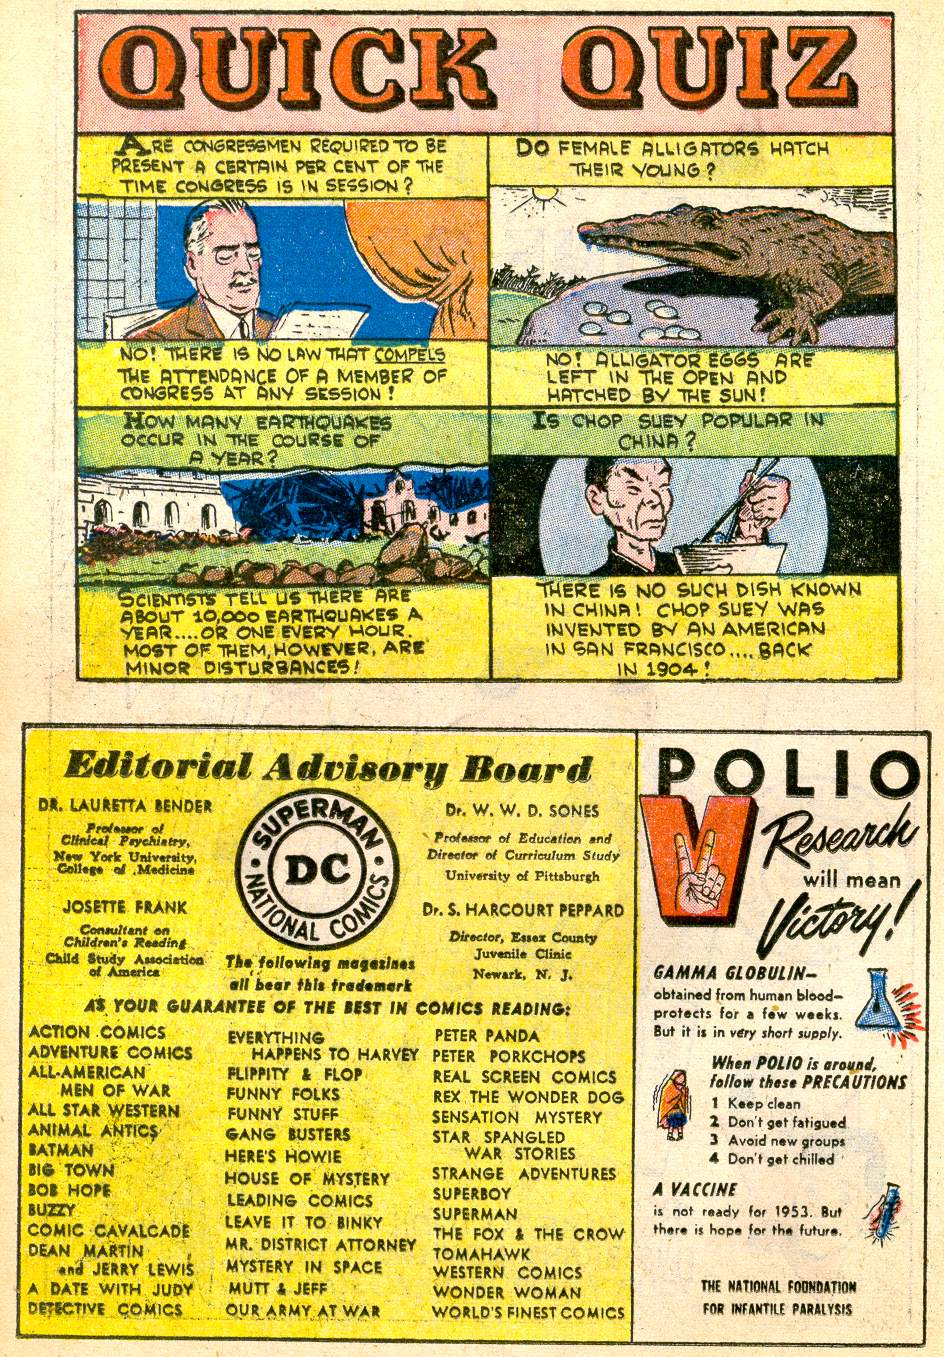 QUICK QUIZ
ARE CONGRESSMEN REQUIRED TO BE
PRESENT A CERTAIN PER CENT OF THE
TIME CONGRESS IS IN SESSION?
NO! THERE IS NO LAW THAT COMPELS
THE ATTENDANCE OF A MEMBER OF
CONGRESS AT ANY SESSION!
DO FEMALE ALLIGATORS HATCH
THEIR YOUNG?
NO! ALLIGATOR EGGS ARE
LEFT IN THE OPEN AND
HATCHED BY THE SUN!
HOW MANY EARTHQUAKES
OCCUR IN THE COURSE OF
A YEAR?
SCIENTISTS TELL US THERE ARE
ABOUT 10,000 EARTHQUAKES A
YEAR....OR ONE EVERY HOUR.
MOST OF THEM, HOWEVER, ARE
MINOR DISTURBANCES!
IS CHOP SUEY POPULAR IN
CHINA?
THERE IS NO SUCH DISH KNOWN
IN CHINA! CHOP SUEY WAS
INVENTED BY AN AMERICAN
IN SAN FRANCISCO....BACK
IN 1904!
Editorial Advisory Board
DR. LAURETTA BENDER
Professor of
Clinical Psychiatry,
New York University,
College of Medicine
JOSETTE FRANK
Consultant on
Children's Reading
Child Study Association
of America
SUPERMAN
DC
NATIONAL COMICS
Dr. W. W. D. SONES
Professor of Education and
Director of Curriculum Study
University of Pittsburgh
Dr. S. HARCOURT PEPPARD
Director, Essex County
Juvenile Clinic
Newark, N. J.
The following magazines
all bear this trademark
AS YOUR GUARANTEE OF THE BEST IN COMICS READING:
ACTION COMICS
ADVENTURE COMICS
ALL-AMERICAN
MEN OF WAR
ALL STAR WESTERN
ANIMAL ANTICS
BATMAN
BIG TOWN
BOB HOPE
BUZZY
COMIC CAVALCADE
DEAN MARTIN
and JERRY LEWIS
A DATE WITH JUDY
DETECTIVE COMICS
EVERYTHING
HAPPENS TO HARVEY
FLIPPITY & FLOP
FUNNY FOLKS
FUNNY STUFF
GANG BUSTERS
HERE'S HOWIE
HOUSE OF MYSTERY
LEADING COMICS
LEAVE IT TO BINKY
MR. DISTRICT ATTORNEY
MYSTERY IN SPACE
MUTT & JEFF
OUR ARMY AT WAR
PETER PANDA
PETER PORKCHOPS
REAL SCREEN COMICS
REX THE WONDER DOG
SENSATION MYSTERY
STAR SPANGLED
WAR STORIES
STRANGE ADVENTURES
SUPERBOY
SUPERMAN
THE FOX & THE CROW
TOMAHAWK
WESTERN COMICS
WONDER WOMAN
WORLD'S FINEST COMICS
POLIO
V
Research
will mean
Victory!
GAMMA GLOBULIN—
obtained from human blood—
protects for a few weeks.
But it is in very short supply.
When POLIO is around,
follow these PRECAUTIONS
1 Keep clean
2 Don't get fatigued
3 Avoid new groups
4 Don't get chilled
A VACCINE
is not ready for 1953. But
there is hope for the future.
THE NATIONAL FOUNDATION
FOR INFANTILE PARALYSIS